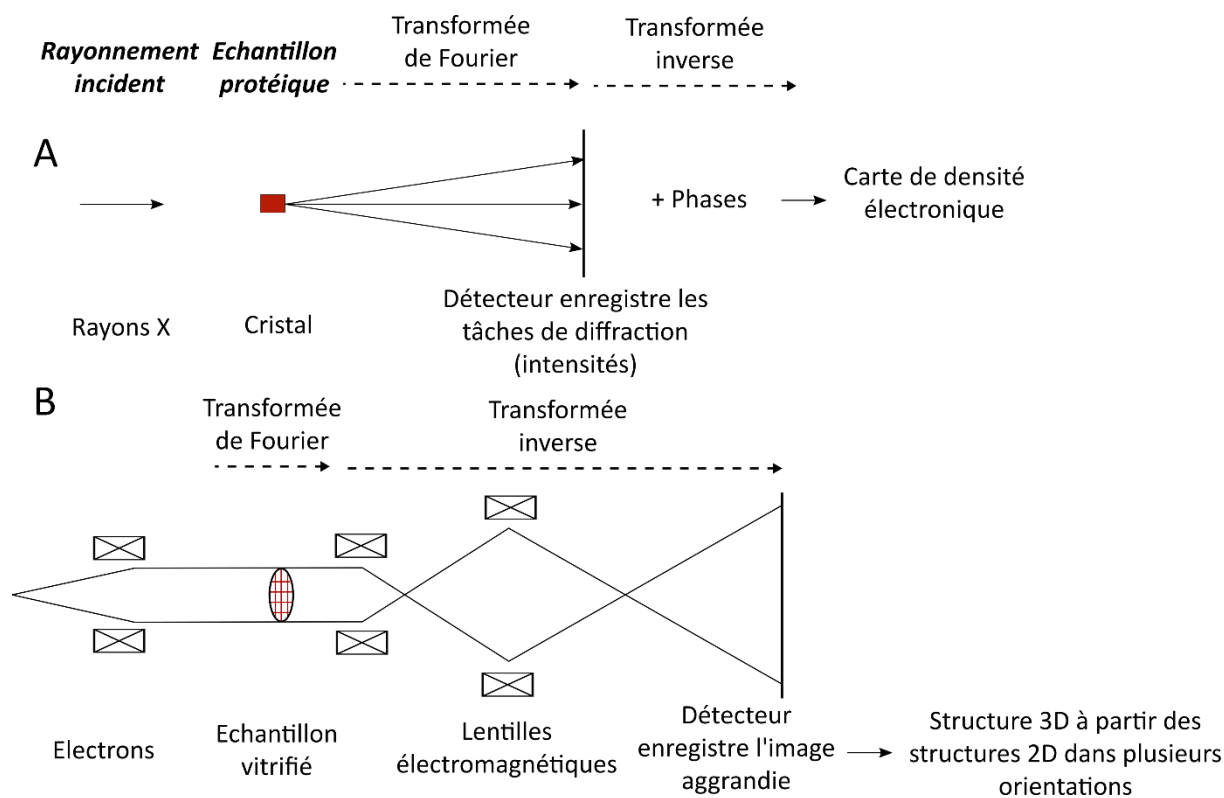 Rayonnement
incident
Echantillon
protéique
Transformée
de Fourier
Transformée
inverse
A
+ Phases
Carte de densité
électronique
Rayons X
Cristal
Détecteur enregistre les
tâches de diffraction
(intensités)
B
Transformée
de Fourier
Transformée
inverse
Electrons
Echantillon
vitrifié
Lentilles
électromagnétiques
Détecteur
enregistre l'image
aggrandie
Structure 3D à partir des
structures 2D dans plusieurs
orientations